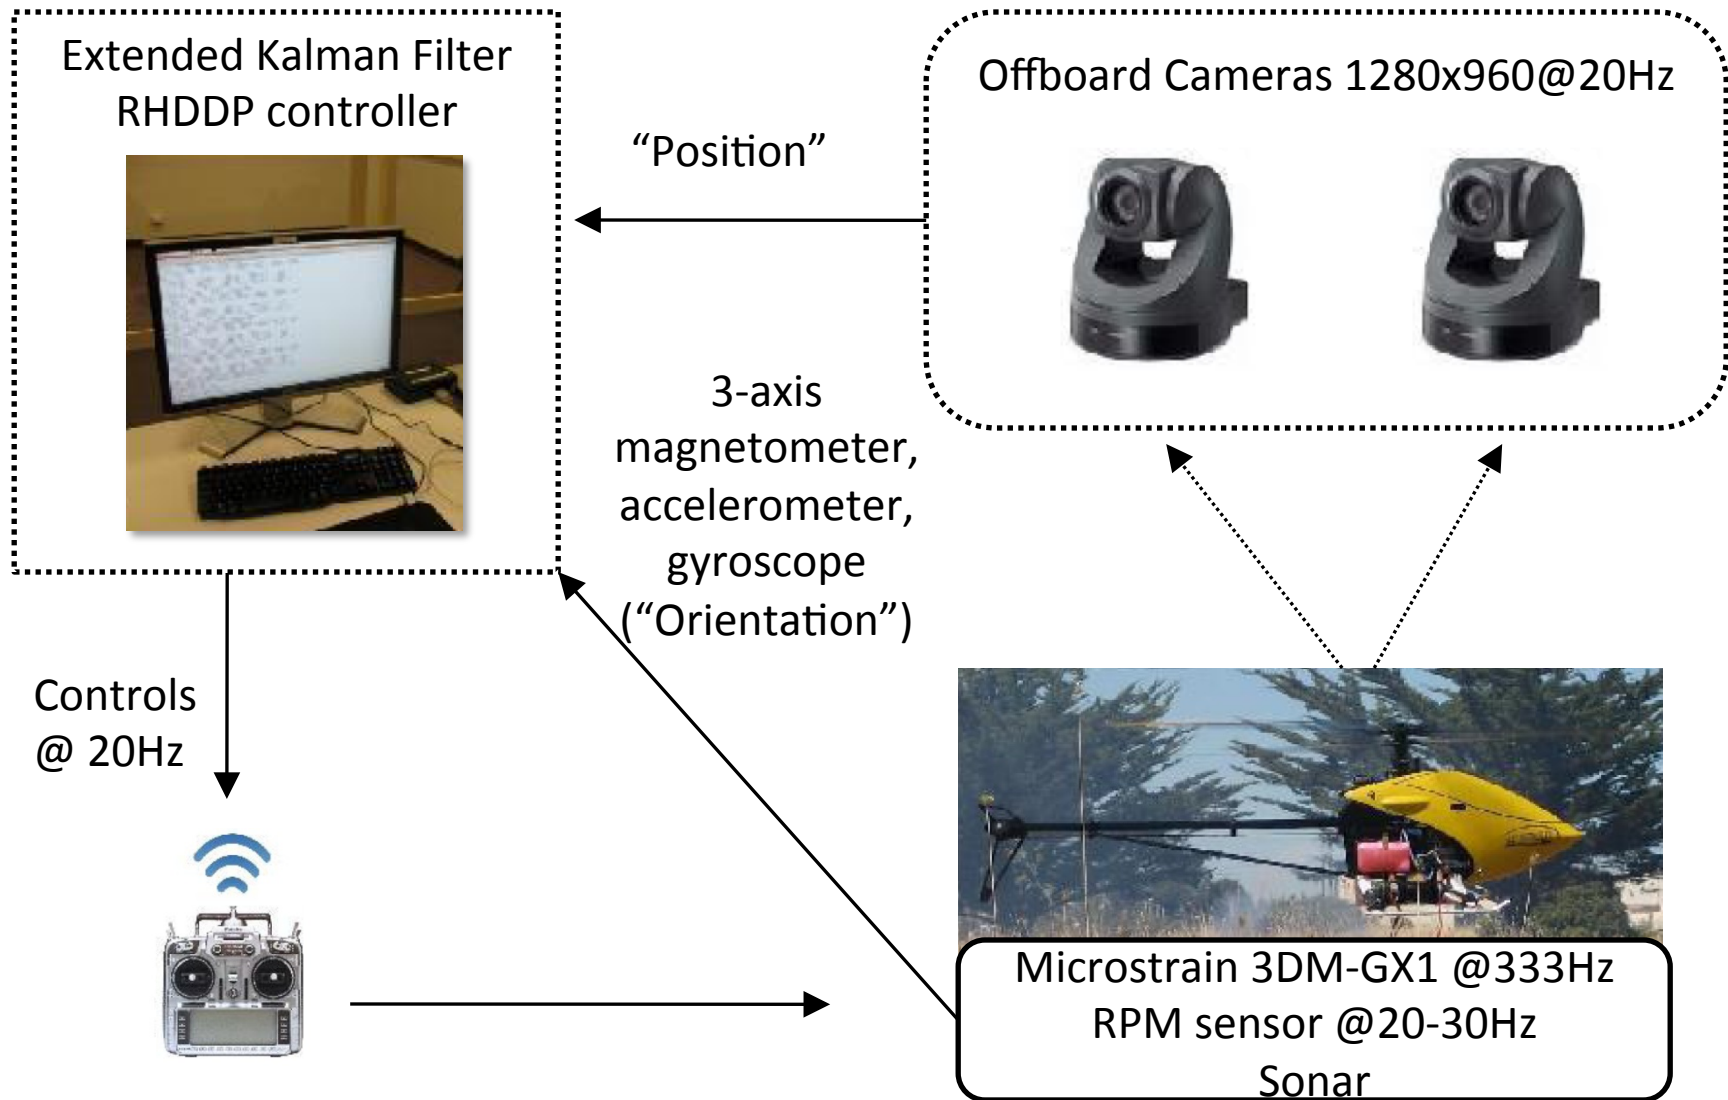 Extended Kalman Filter
RHDDP controller
Offboard Cameras 1280x960@20Hz
“Position”
3-axis
magnetometer,
accelerometer,
gyroscope
(“Orientation”)
Controls
@ 20Hz
Microstrain 3DM-GX1 @333Hz
RPM sensor @20-30Hz
Sonar